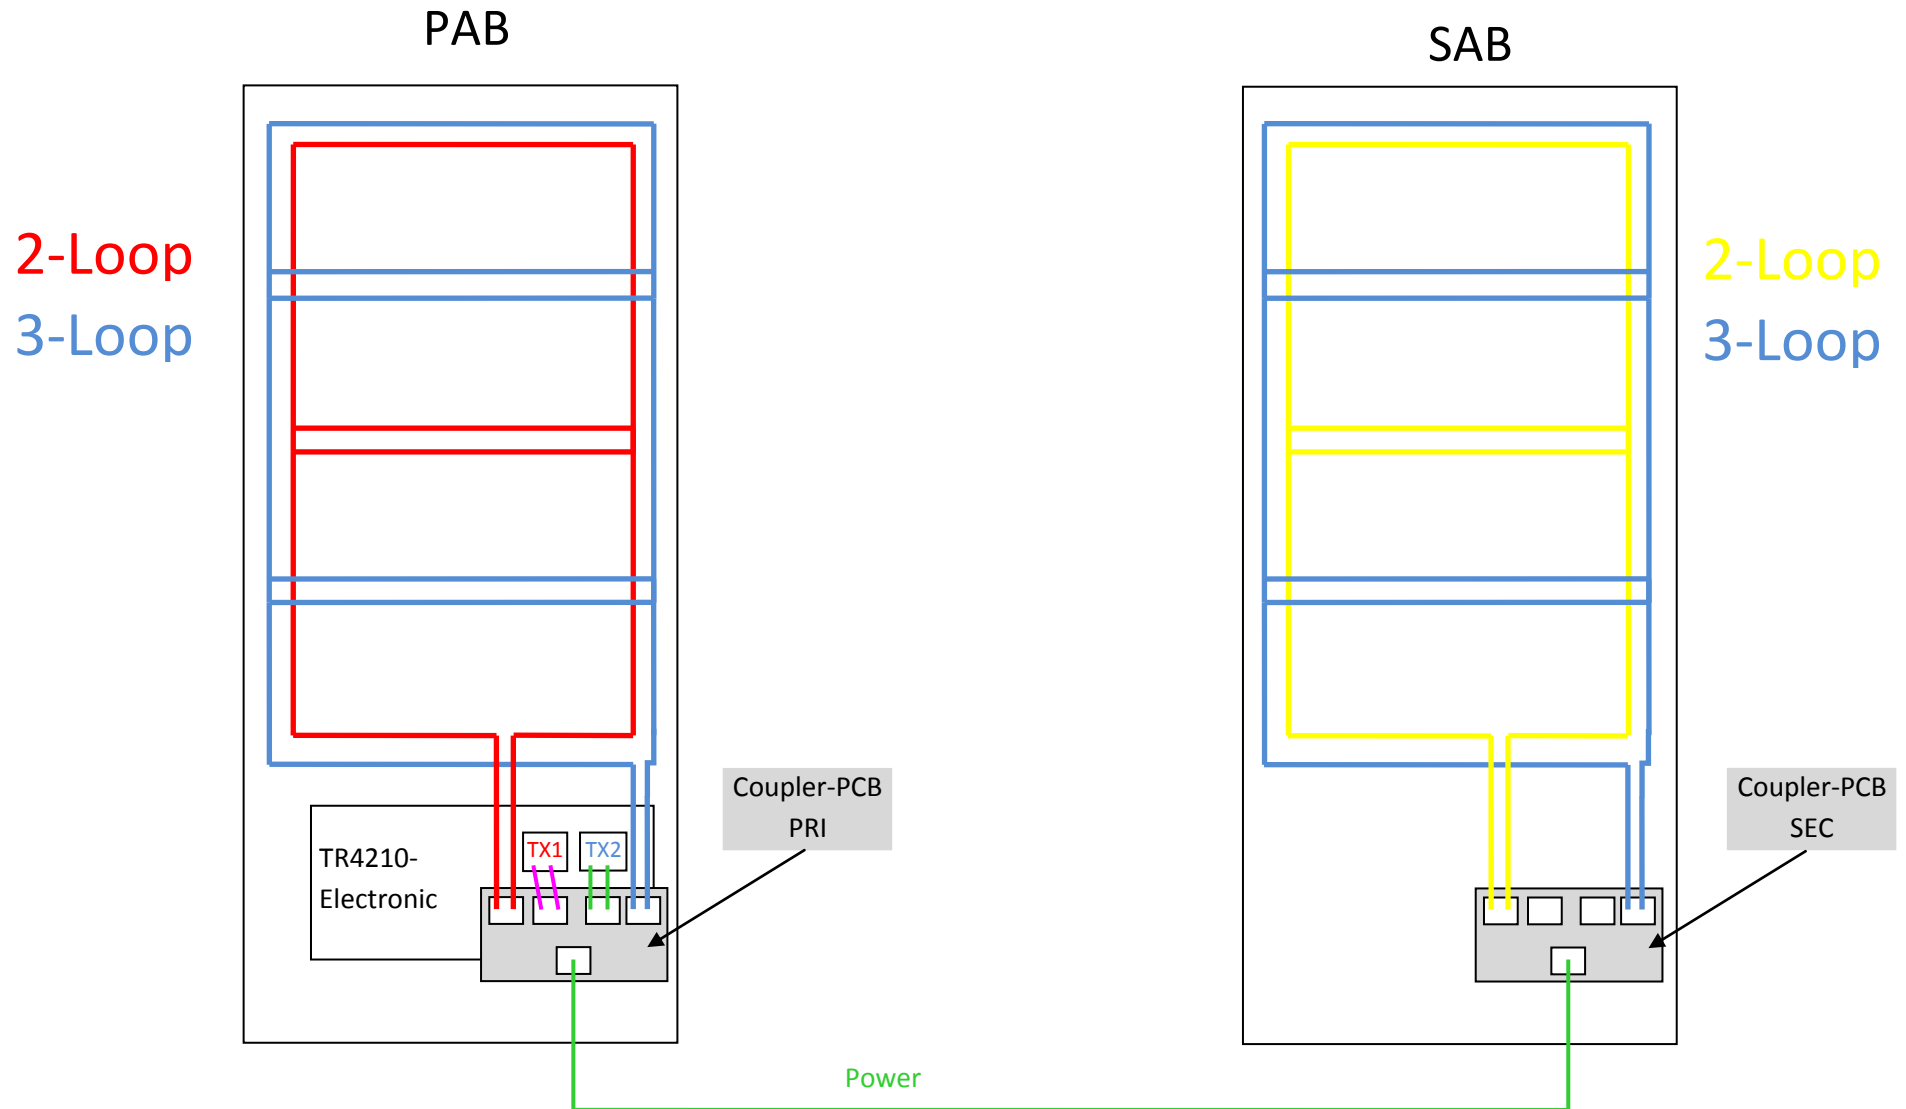 PAB
SAB
2-Loop
3-Loop
2-Loop
3-Loop
Coupler-PCB
PRI
Coupler-PCB
SEC
TR4210-
Electronic
TX1
TX2
Power